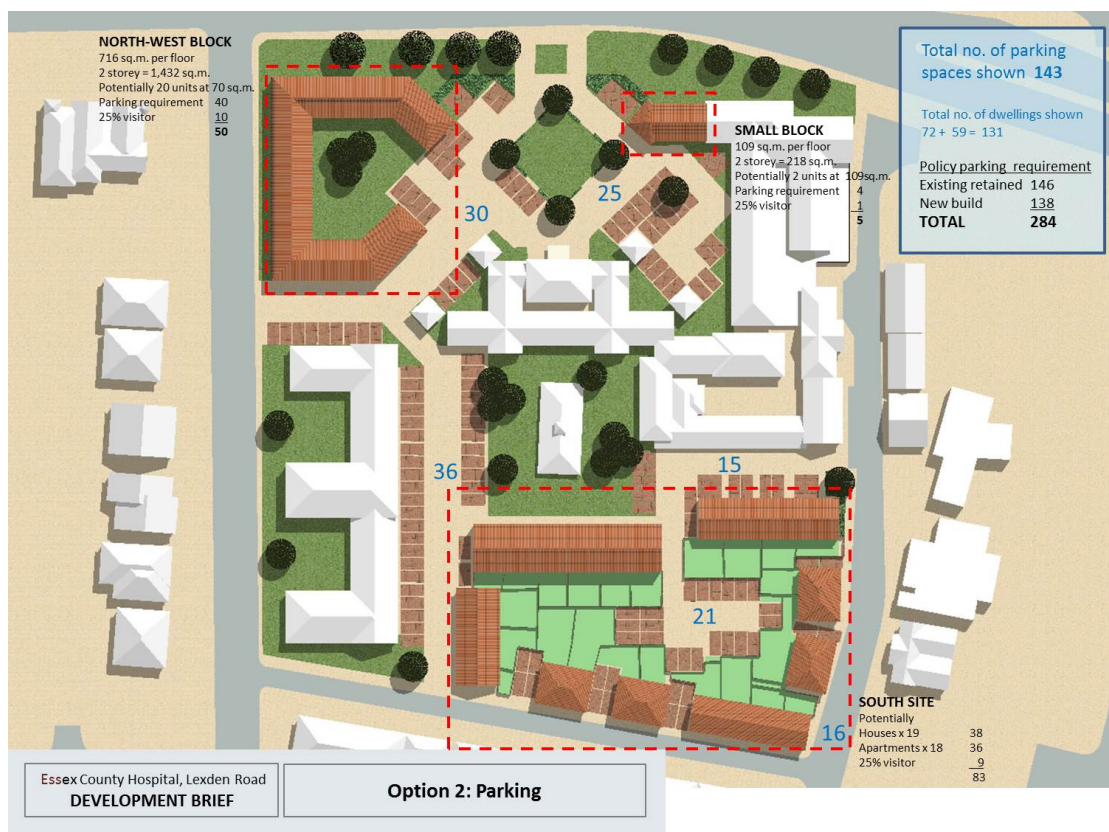 NORTH-WEST BLOCK
716 sq.m. per floor
2 storey = 1,432 sq.m.
Potentially 20 units at 70 sq.m.
Parking requirement 40
25% visitor 10
50
Total no. of parking
spaces shown 143
Total no. of dwellings shown
72 + 59 = 131
Policy parking requirement
Existing retained 146
New build 138
TOTAL 284
SMALL BLOCK
109 sq.m. per floor
2 storey = 218 sq.m.
Potentially 2 units at 109sq.m.
Parking requirement 4
25% visitor 1
5
25
30
36
15
21
16
SOUTH SITE
Potentially
Houses x 19 38
Apartments x 18 36
25% visitor 9
83
Essex County Hospital, Lexden Road
DEVELOPMENT BRIEF
Option 2: Parking